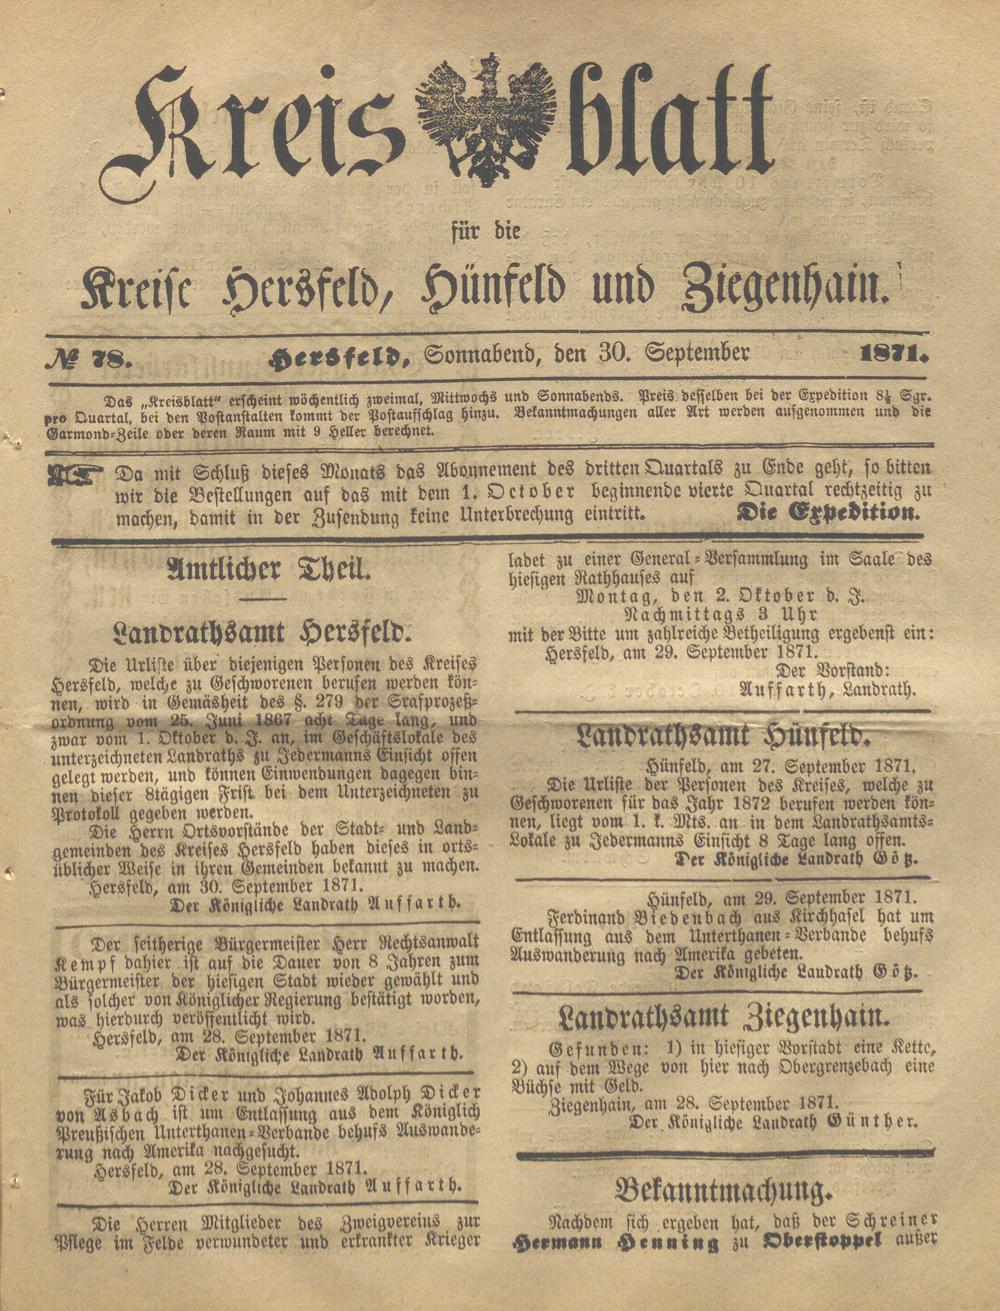 Kreisblatt
für die
Kreise Hersfeld, Hünfeld und Ziegenhain.
№ 78. Hersfeld, Sonnabend, den 30. September 1871.
Das „Kreisblatt“ erscheint wöchentlich zweimal, Mittwochs und Sonnabends. Preis desselben bei der Expedition 8½ Sgr.
pro Quartal, bei den Postanstalten kommt der Postaufschlag hinzu. Bekanntmachungen aller Art werden aufgenommen und die
Garmond-Zeile oder deren Raum mit 9 Heller berechnet.
Da mit Schluß dieses Monats das Abonnement des dritten Quartals zu Ende geht, so bitten
wir die Bestellungen auf das mit dem 1. October beginnende vierte Quartal rechtzeitig zu
machen, damit in der Zusendung keine Unterbrechung eintritt. Die Expedition.
Amtlicher Theil.
Landrathsamt Hersfeld.
Die Urliste über diejenigen Personen des Kreises
Hersfeld, welche zu Geschworenen berufen werden kön-
nen, wird in Gemäsheit des §. 279 der Srafprozeß-
ordnung vom 25. Juni 1867 acht Tage lang, und
zwar vom 1. Oktober d. J. an, im Geschäftslokale des
unterzeichneten Landraths zu Jedermanns Einsicht offen
gelegt werden, und können Einwendungen dagegen bin-
nen dieser 8tägigen Frist bei dem Unterzeichneten zu
Protokoll gegeben werden.
Die Herrn Ortsvorstände der Stadt- und Land-
gemeinden des Kreises Hersfeld haben dieses in orts-
üblicher Weise in ihren Gemeinden bekannt zu machen.
Hersfeld, am 30. September 1871.
Der Königliche Landrath Auffarth.
Der seitherige Bürgermeister Herr Rechtsanwalt
Kempf dahier ist auf die Dauer von 8 Jahren zum
Bürgermeister der hiesigen Stadt wieder gewählt und
als solcher von Königlicher Regierung bestätigt worden,
was hierdurch veröffentlicht wird.
Hersfeld, am 28. September 1871.
Der Königliche Landrath Auffarth.
Für Jakob Dicker und Johannes Adolph Dicker
von Asbach ist um Entlassung aus dem Königlich
Preußischen Unterthanen-Verbande behufs Auswande-
rung nach Amerika nachgesucht.
Hersfeld, am 28. September 1871.
Der Königliche Landrath Auffarth.
Die Herren Mitglieder des Zweigvereins zur
Pflege im Felde verwundeter und erkrankter Krieger
ladet zu einer General-Versammlung im Saale des
hiesigen Rathhauses auf
Montag, den 2. Oktober d. J.
Nachmittags 3 Uhr
mit der Bitte um zahlreiche Betheiligung ergebenst ein:
Hersfeld, am 29. September 1871.
Der Vorstand:
Auffarth, Landrath.
Landrathsamt Hünfeld.
Hünfeld, am 27. September 1871.
Die Urliste der Personen des Kreises, welche zu
Geschworenen für das Jahr 1872 berufen werden kön-
nen, liegt vom 1. k. Mts. an in dem Landrathsamts-
Lokale zu Jedermanns Einsicht 8 Tage lang offen.
Der Königliche Landrath Götz.
Hünfeld, am 29. September 1871.
Ferdinand Biedenbach aus Kirchhasel hat um
Entlassung aus dem Unterthanen-Verbande behufs
Auswanderung nach Amerika gebeten.
Der Königliche Landrath Götz.
Landrathsamt Ziegenhain.
Gefunden: 1) in hiesiger Vorstadt eine Kette,
2) auf dem Wege von hier nach Obergrenzebach eine
Büchse mit Geld.
Ziegenhain, am 28. September 1871.
Der Königliche Landrath Günther.
Bekanntmachung.
Nachdem sich ergeben hat, daß der Schreiner
Hermann Henning zu Oberstoppel außer